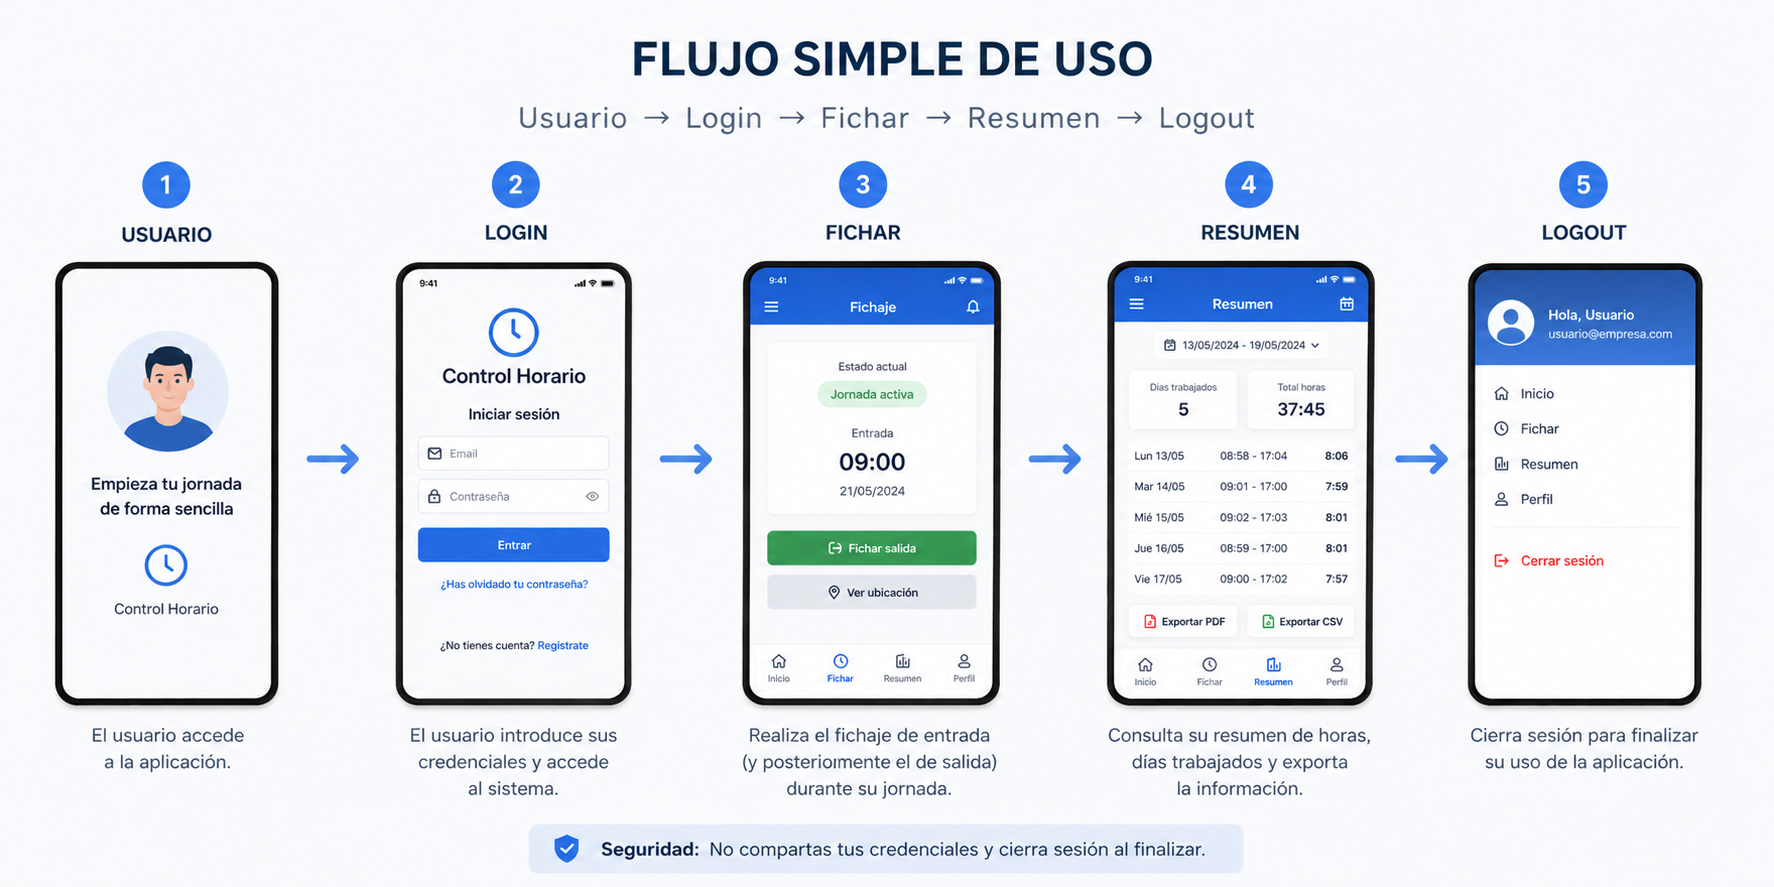 FLUJO SIMPLE DE USO
Usuario → Login → Fichar → Resumen → Logout
1
USUARIO
Empieza tu jornada
de forma sencilla
Control Horario
El usuario accede
a la aplicación.
2
LOGIN
9:41
Control Horario
Iniciar sesión
Email
Contraseña
Entrar
¿Has olvidado tu contraseña?
¿No tienes cuenta? Regístrate
El usuario introduce sus
credenciales y accede
al sistema.
3
FICHAR
9:41
Fichaje
Estado actual
Jornada activa
Entrada
09:00
21/05/2024
Fichar salida
Ver ubicación
Inicio Fichar Resumen Perfil
Realiza el fichaje de entrada
(y posteriormente el de salida)
durante su jornada.
4
RESUMEN
9:41
Resumen
13/05/2024 - 19/05/2024
Días trabajados Total horas
5 37:45
Lun 13/05 08:58 - 17:04 8:06
Mar 14/05 09:01 - 17:00 7:59
Mié 15/05 09:02 - 17:03 8:01
Jue 16/05 08:59 - 17:00 8:01
Vie 17/05 09:00 - 17:02 7:57
Exportar PDF Exportar CSV
Inicio Fichar Resumen Perfil
Consulta su resumen de horas,
días trabajados y exporta
la información.
5
LOGOUT
Hola, Usuario
usuario@empresa.com
Inicio
Fichar
Resumen
Perfil
Cerrar sesión
Cierra sesión para finalizar
su uso de la aplicación.
Seguridad: No compartas tus credenciales y cierra sesión al finalizar.